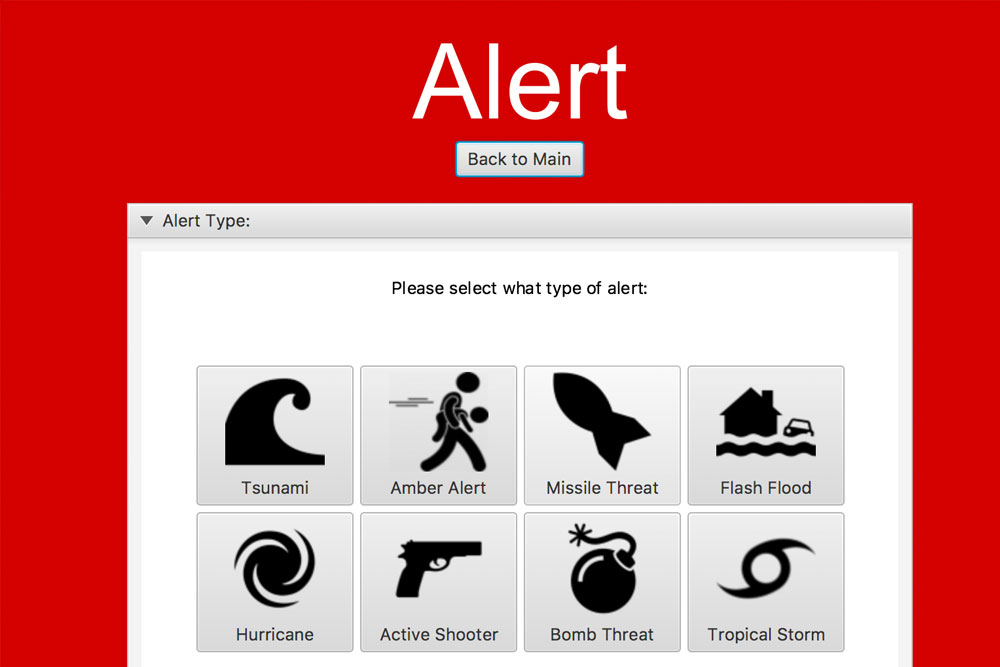 Alert
Back to Main
Alert Type:
Please select what type of alert:
Tsunami
Amber Alert
Missile Threat
Flash Flood
Hurricane
Active Shooter
Bomb Threat
Tropical Storm